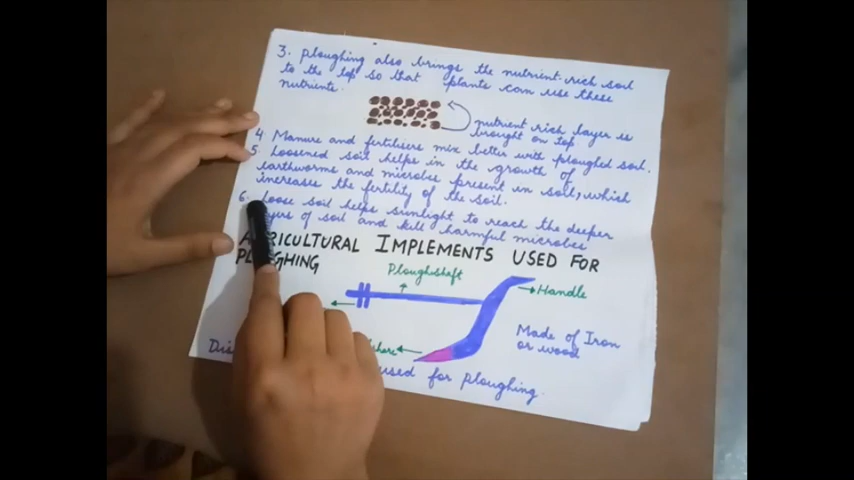 3. ploughing also brings the nutrient rich soil
to the top so that plants can use these
nutrients.
nutrient rich layer is
brought on top
4 Manure and fertilisers mix better with ploughed soil.
5. Loosened soil helps in the growth of
earthworms and microbes present in soil, which
increases the fertility of the soil.
6. Loose soil helps sunlight to reach the deeper
of soil and kill harmful microbes
AGRICULTURAL IMPLEMENTS USED FOR
PLOUGHING
Ploughshaft
Handle
Made of Iron
or wood
used for ploughing.